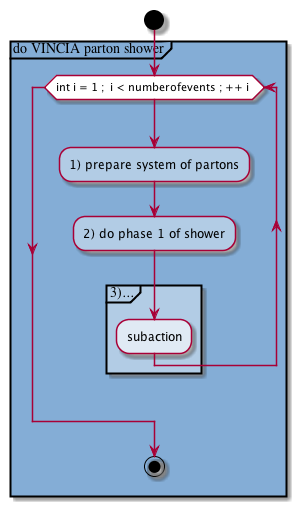 do VINCIA parton shower
int i = 1 ; i < numberofevents ; ++ i
1) prepare system of partons
2) do phase 1 of shower
3)...
subaction